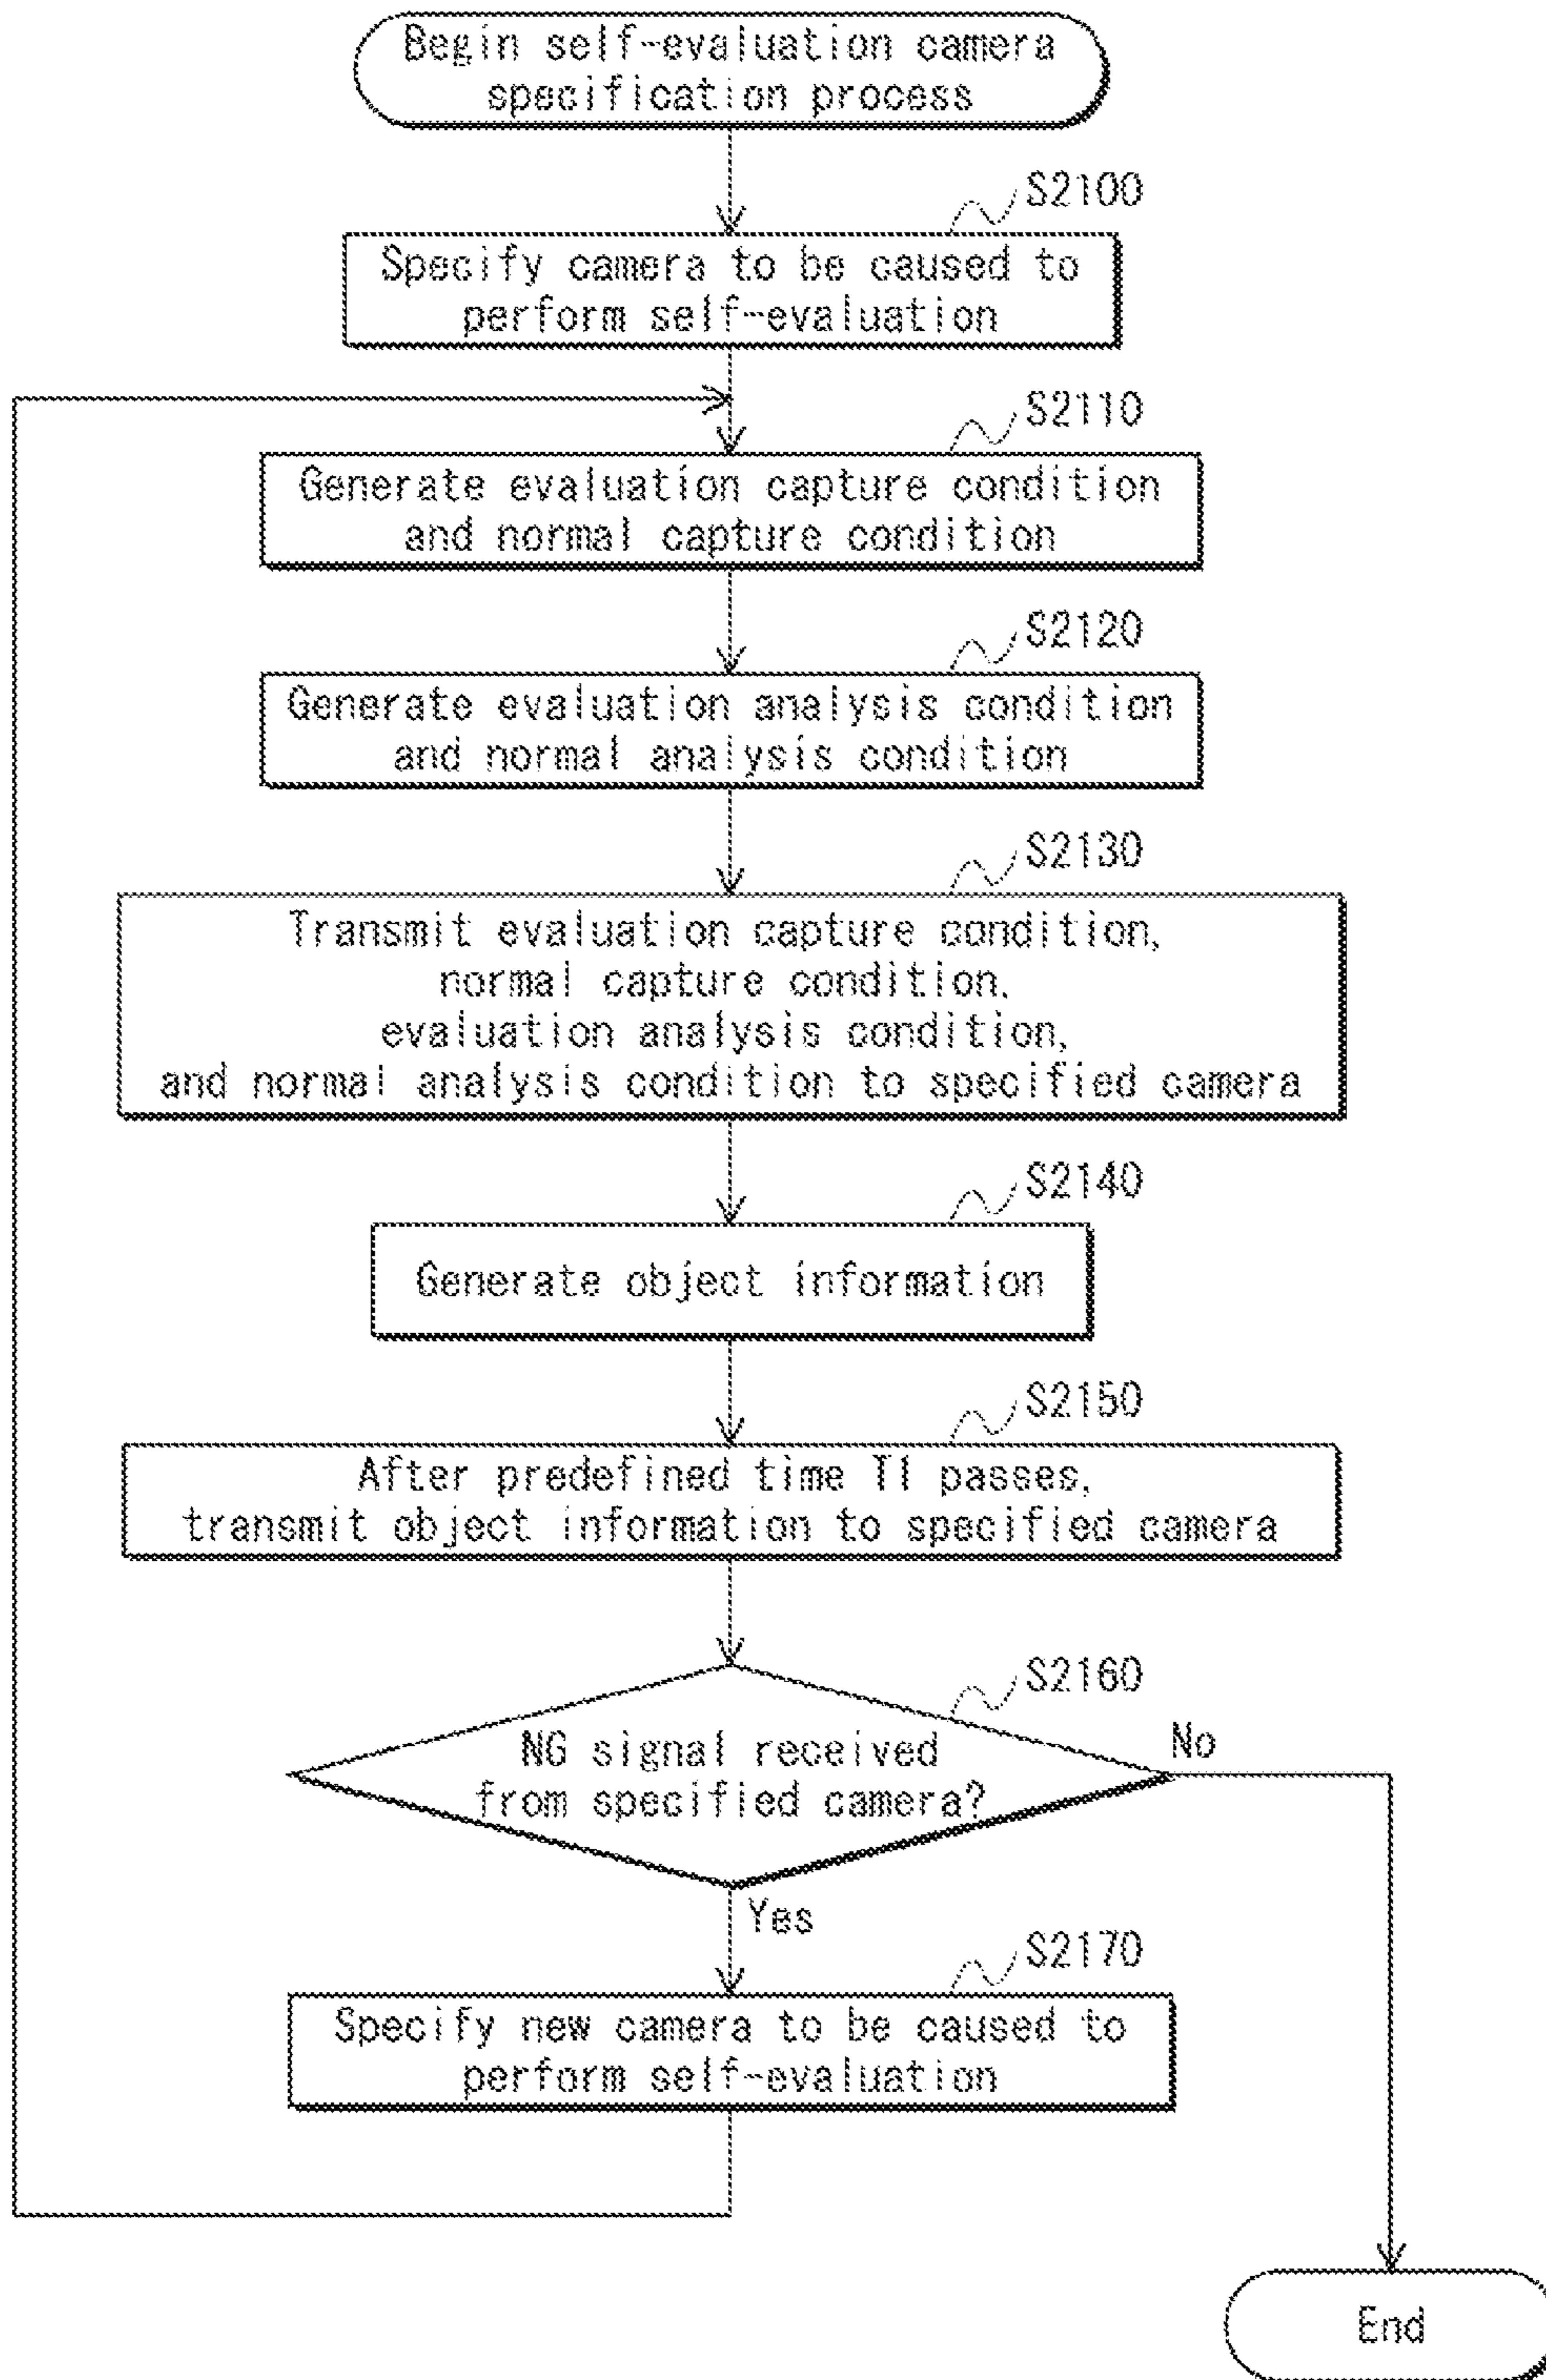 Begin self-evaluation camera
specification process
S2100
Specify camera to be caused to
perform self-evaluation
S2110
Generate evaluation capture condition
and normal capture condition
S2120
Generate evaluation analysis condition
and normal analysis condition
S2130
Transmit evaluation capture condition,
normal capture condition,
evaluation analysis condition,
and normal analysis condition to specified camera
S2140
Generate object information
S2150
After predefined time T1 passes,
transmit object information to specified camera
S2160
NG signal received
from specified camera?
No
Yes
S2170
Specify new camera to be caused to
perform self-evaluation
End